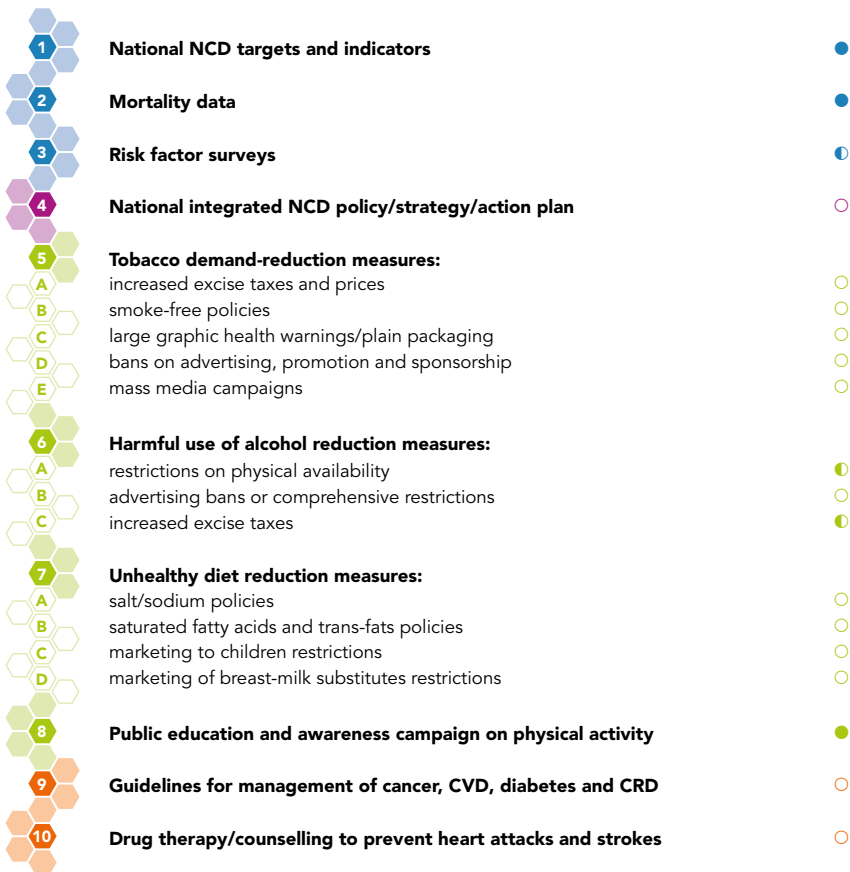 1 National NCD targets and indicators
2 Mortality data
3 Risk factor surveys
4 National integrated NCD policy/strategy/action plan
5 Tobacco demand-reduction measures:
A increased excise taxes and prices
B smoke-free policies
C large graphic health warnings/plain packaging
D bans on advertising, promotion and sponsorship
E mass media campaigns
6 Harmful use of alcohol reduction measures:
A restrictions on physical availability
B advertising bans or comprehensive restrictions
C increased excise taxes
7 Unhealthy diet reduction measures:
A salt/sodium policies
B saturated fatty acids and trans-fats policies
C marketing to children restrictions
D marketing of breast-milk substitutes restrictions
8 Public education and awareness campaign on physical activity
9 Guidelines for management of cancer, CVD, diabetes and CRD
10 Drug therapy/counselling to prevent heart attacks and strokes